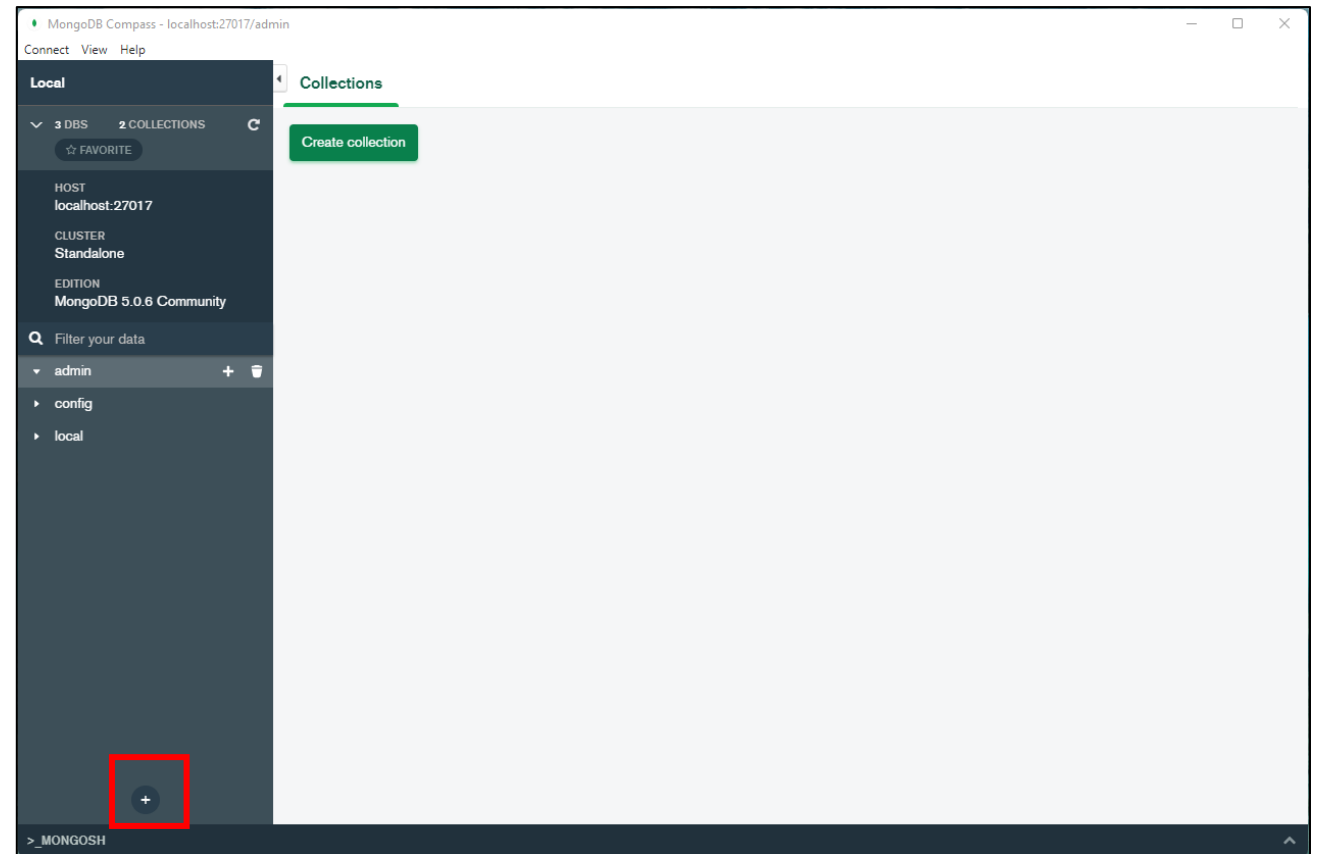 MongoDB Compass - localhost:27017/admin
Connect View Help
Local
Collections
3 DBS 2 COLLECTIONS
FAVORITE
Create collection
HOST
localhost:27017
CLUSTER
Standalone
EDITION
MongoDB 5.0.6 Community
Filter your data
admin
config
local
>_MONGOSH